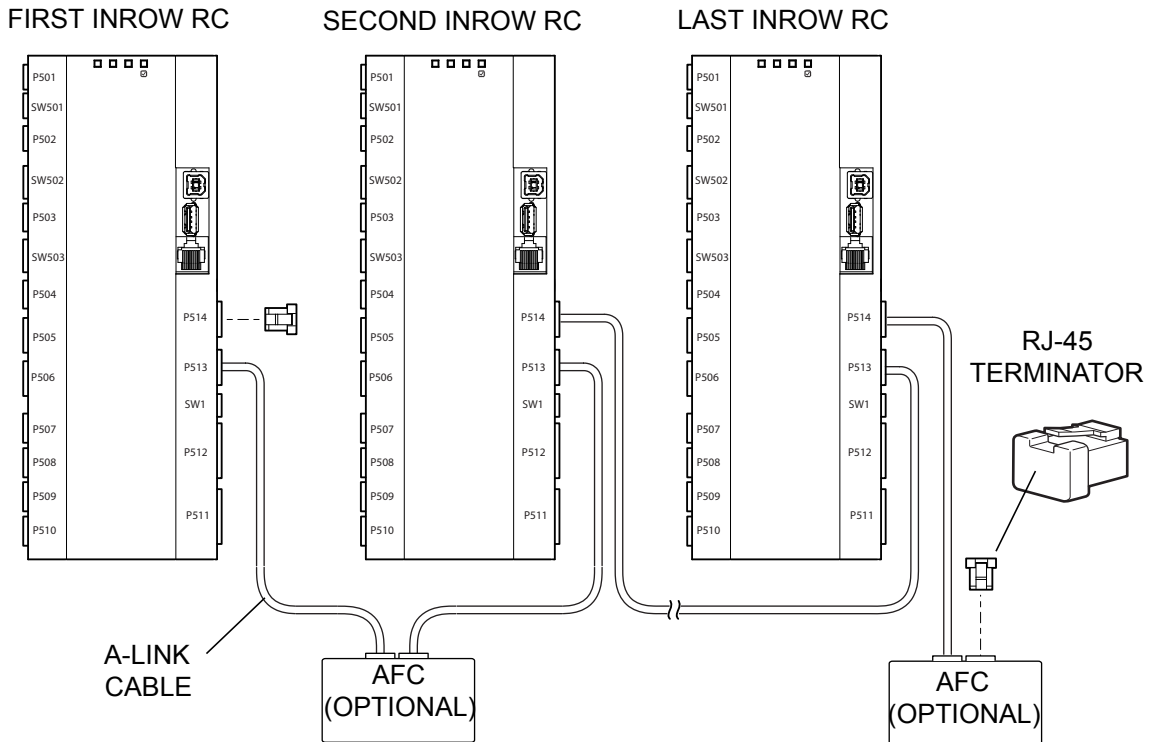 FIRST INROW RC
SECOND INROW RC
LAST INROW RC
P501
SW501
P502
SW502
P503
SW503
P504
P505
P506
P507
P508
P509
P510
P514
P513
SW1
P512
P511
P501
SW501
P502
SW502
P503
SW503
P504
P505
P506
P507
P508
P509
P510
P514
P513
SW1
P512
P511
P501
SW501
P502
SW502
P503
SW503
P504
P505
P506
P507
P508
P509
P510
P514
P513
SW1
P512
P511
RJ-45
TERMINATOR
A-LINK
CABLE
AFC
(OPTIONAL)
AFC
(OPTIONAL)